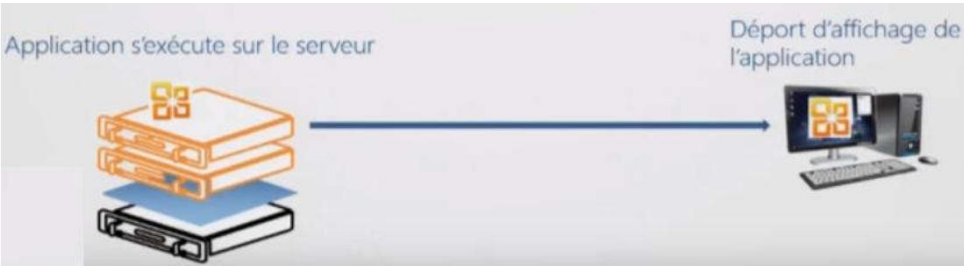 Application s'exécute sur le serveur
Déport d'affichage de
l'application